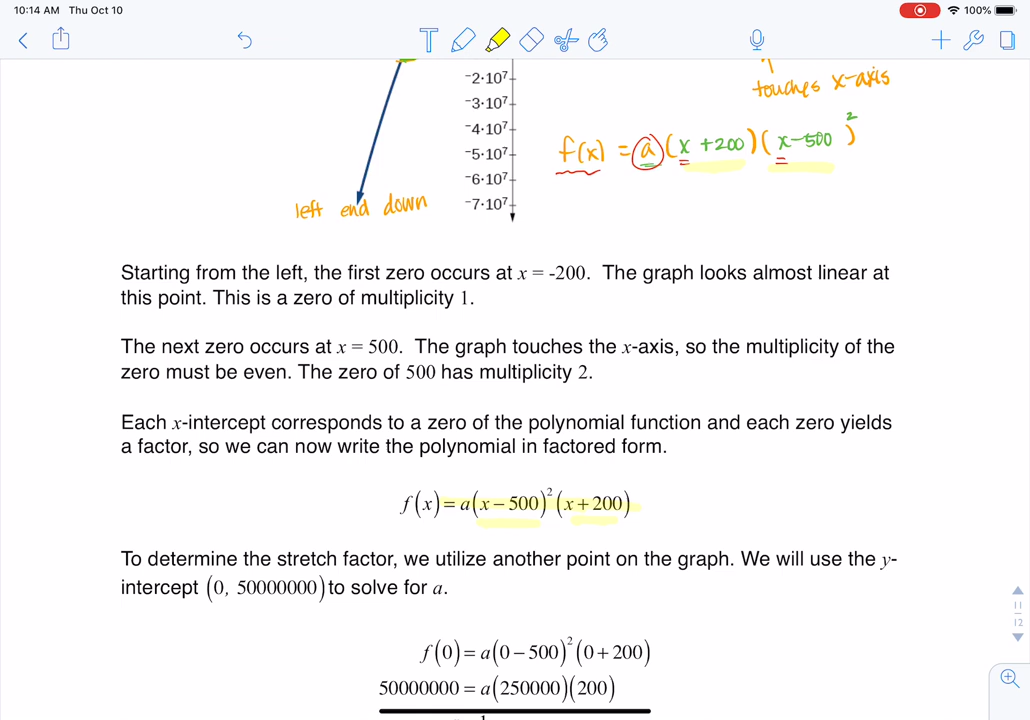 10:14 AM Thu Oct 10
100%
T
-2·10⁷
-3·10⁷
-4·10⁷
-5·10⁷
-6·10⁷
-7·10⁷
touches x-axis
f(x) = a(x+200)(x-500)²
left end down
Starting from the left, the first zero occurs at x = -200. The graph looks almost linear at
this point. This is a zero of multiplicity 1.
The next zero occurs at x = 500. The graph touches the x-axis, so the multiplicity of the
zero must be even. The zero of 500 has multiplicity 2.
Each x-intercept corresponds to a zero of the polynomial function and each zero yields
a factor, so we can now write the polynomial in factored form.
f(x) = a(x−500)²(x+200)
To determine the stretch factor, we utilize another point on the graph. We will use the y-
intercept (0, 50000000) to solve for a.
f(0) = a(0−500)²(0+200)
50000000 = a(250000)(200)
11
12